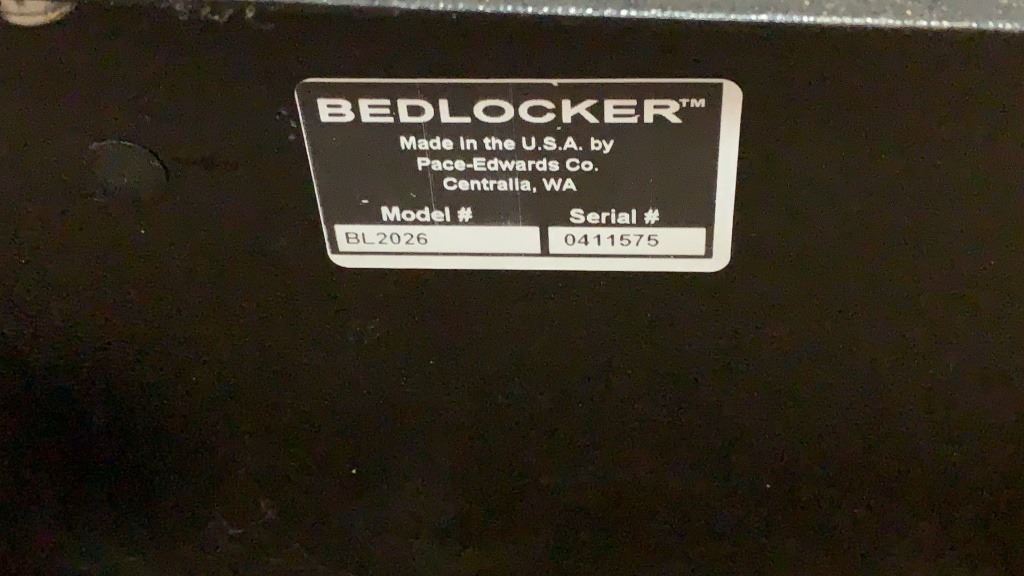 BEDLOCKER™
Made in the U.S.A. by
Pace-Edwards Co.
Centralia, WA
Model # Serial #
BL2026 0411575